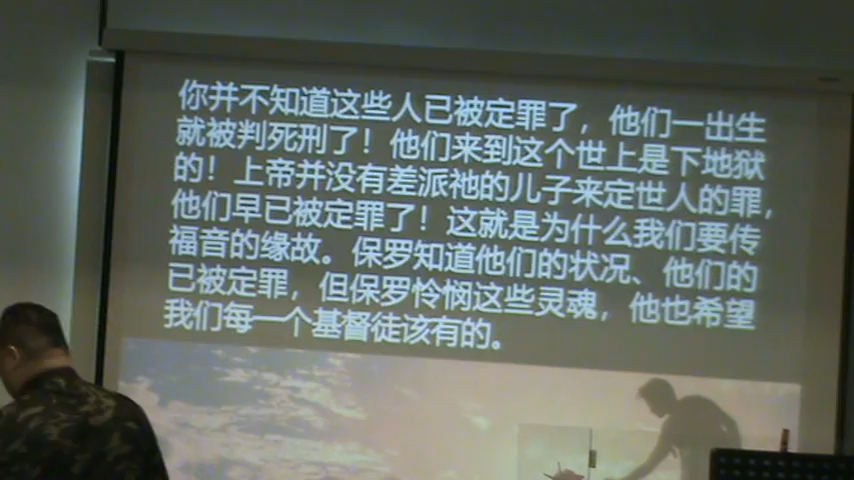 你并不知道这些人已被定罪了，他们一出生
就被判死刑了！他们来到这个世上是下地狱
的！上帝并没有差派祂的儿子来定世人的罪，
他们早已被定罪了！这就是为什么我们要传
福音的缘故。保罗知道他们的状况、他们的
已被定罪，但保罗怜悯这些灵魂，他也希望
我们每一个基督徒该有的。